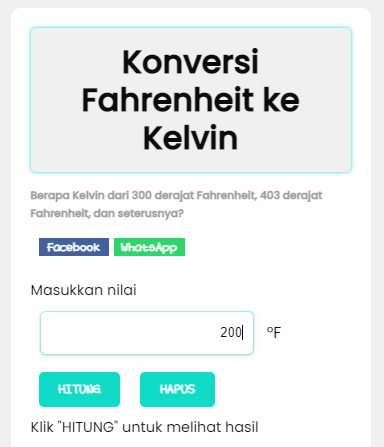 Konversi
Fahrenheit ke
Kelvin
Berapa Kelvin dari 300 derajat Fahrenheit, 403 derajat
Fahrenheit, dan seterusnya?
Facebook WhatsApp
Masukkan nilai
200 °F
HITUNG HAPUS
Klik "HITUNG" untuk melihat hasil